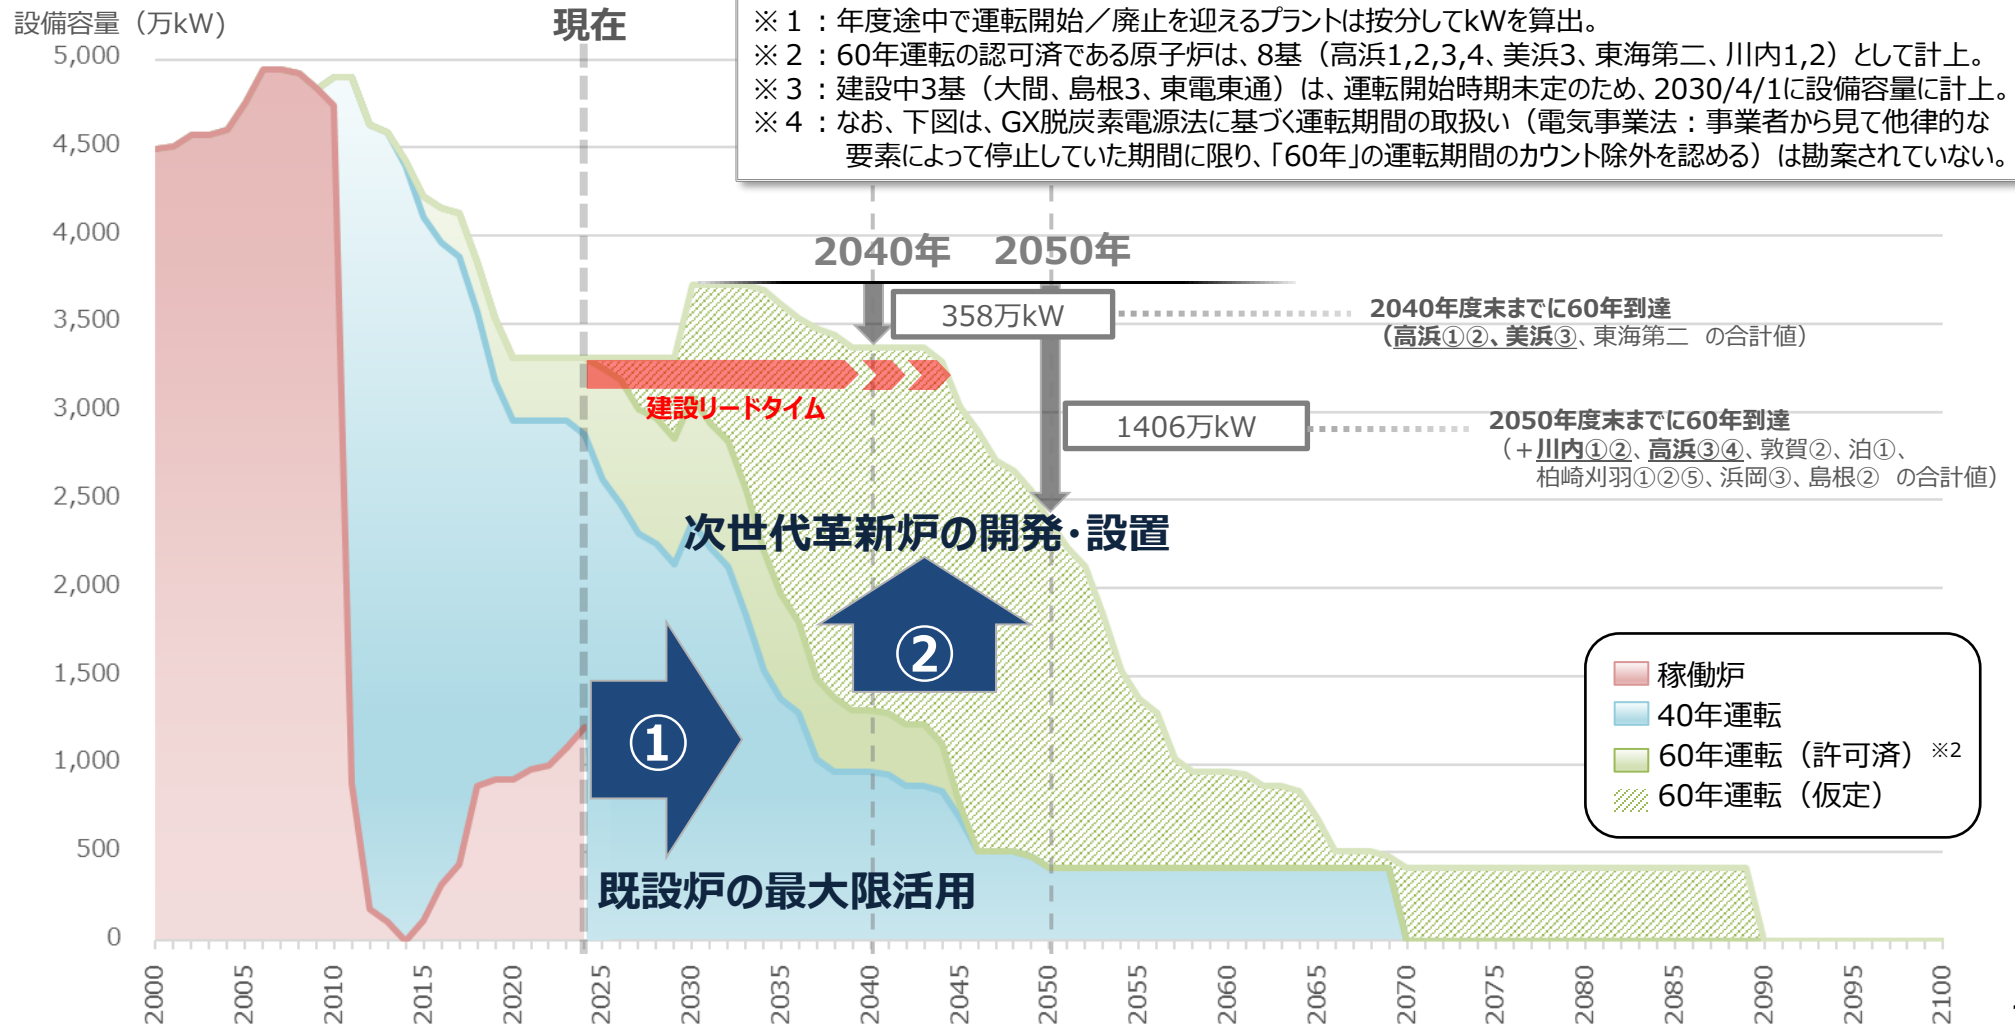 設備容量（万kW）
現在
※１：年度途中で運転開始／廃止を迎えるプラントは按分してkWを算出。
※２：60年運転の認可済である原子炉は、8基（高浜1,2,3,4、美浜3、東海第二、川内1,2）として計上。
※３：建設中3基（大間、島根3、東電東通）は、運転開始時期未定のため、2030/4/1に設備容量に計上。
※４：なお、下図は、GX脱炭素電源法に基づく運転期間の取扱い（電気事業法：事業者から見て他律的な
要素によって停止していた期間に限り、「60年」の運転期間のカウント除外を認める）は勘案されていない。
5,000
4,500
4,000
3,500
3,000
2,500
2,000
1,500
1,000
500
0
2040年 2050年
358万kW
2040年度末までに60年到達
（高浜①②、美浜③、東海第二 の合計値）
建設リードタイム
1406万kW
2050年度末までに60年到達
（＋川内①②、高浜③④、敦賀②、泊①、
柏崎刈羽①②⑤、浜岡③、島根② の合計値）
次世代革新炉の開発・設置
②
①
既設炉の最大限活用
稼働炉
40年運転
60年運転（許可済）※2
60年運転（仮定）
2000 2005 2010 2015 2020 2025 2030 2035 2040 2045 2050 2055 2060 2065 2070 2075 2080 2085 2090 2095 2100